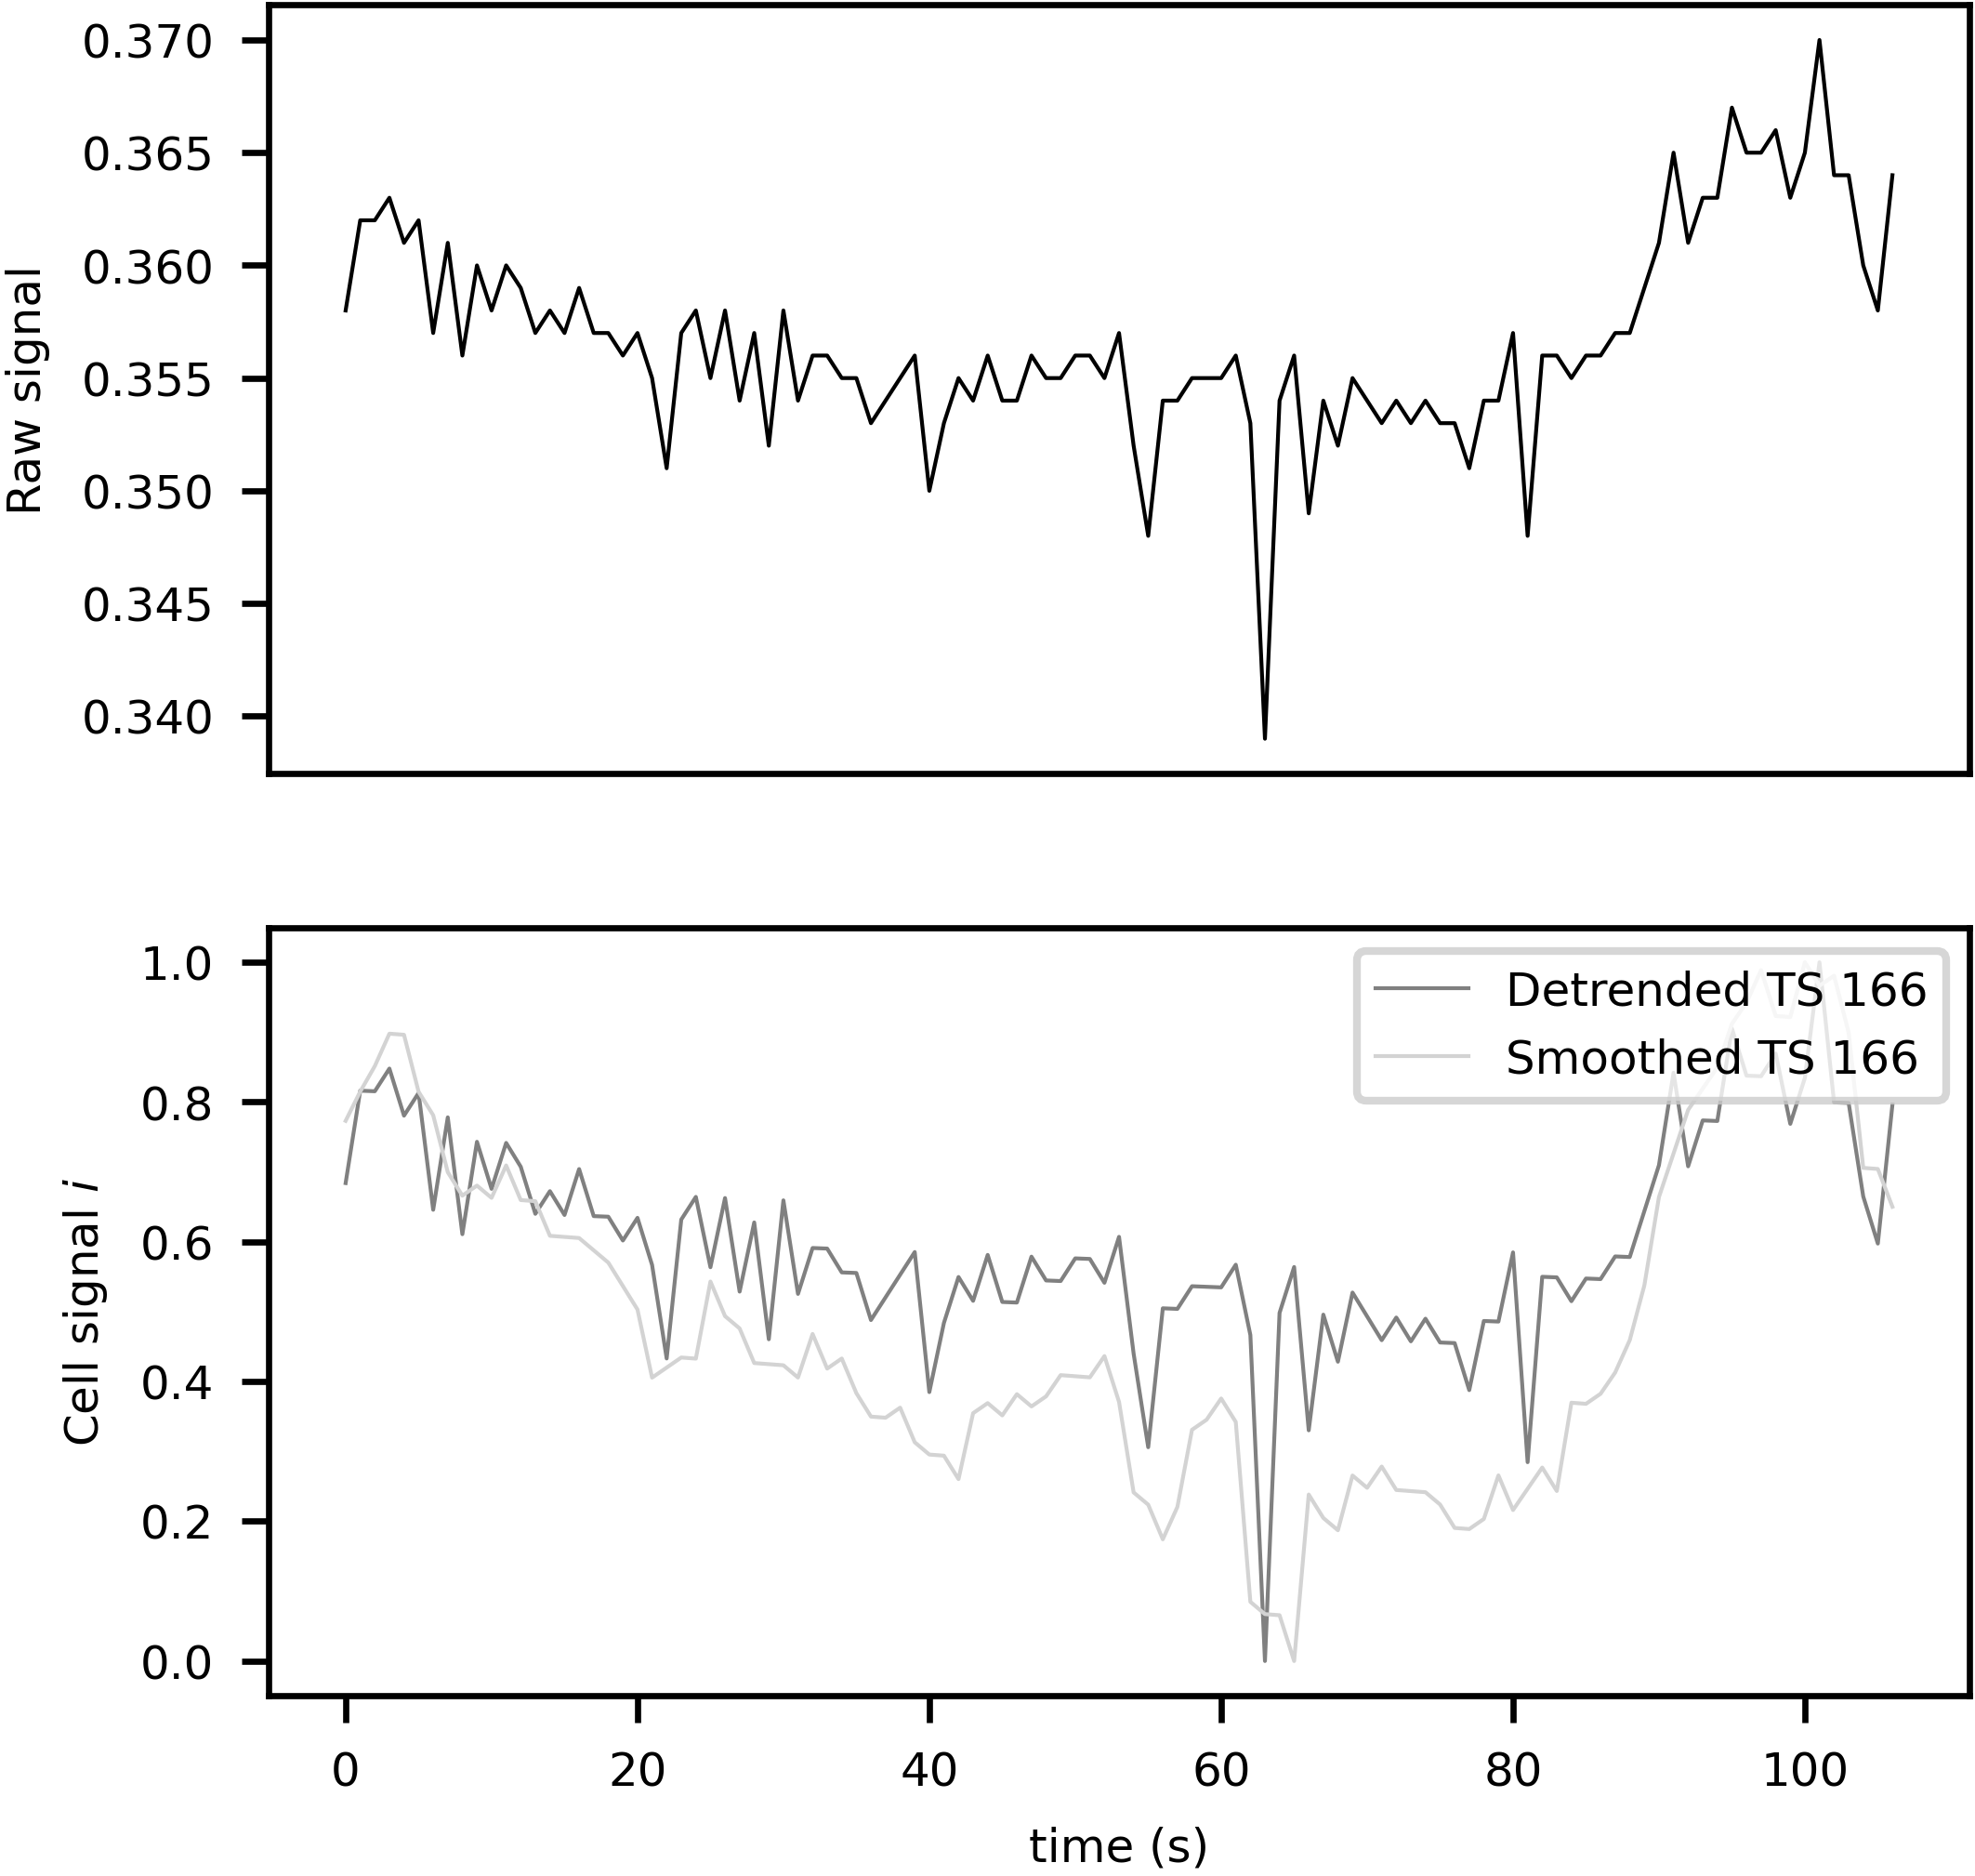 Raw signal
0.370
0.365
0.360
0.355
0.350
0.345
0.340
Cell signal i
1.0
0.8
0.6
0.4
0.2
0.0
Detrended TS 166
Smoothed TS 166
0 20 40 60 80 100
time (s)